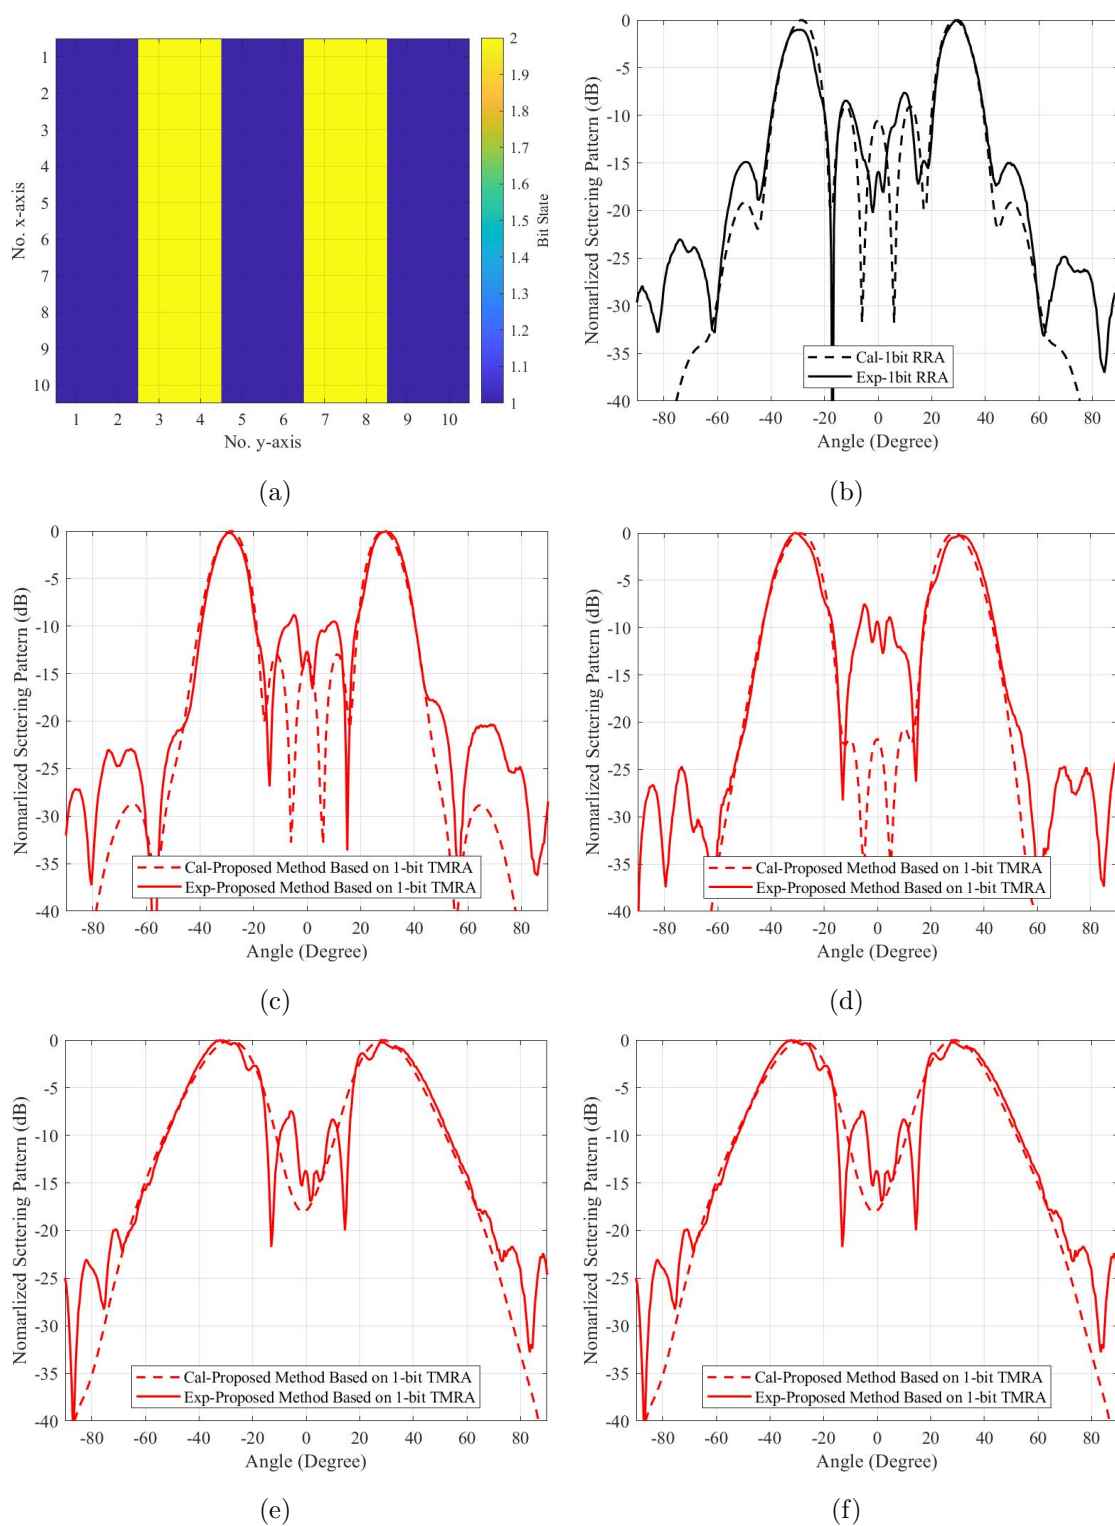 1
2
3
4
5
6
7
8
9
10
No. x-axis
1 2 3 4 5 6 7 8 9 10
No. y-axis
2
1.9
1.8
1.7
1.6
1.5
1.4
1.3
1.2
1.1
1
Bit State
(a)
0
-5
-10
-15
-20
-25
-30
-35
-40
Nomarlized Scttering Pattern (dB)
Cal-1bit RRA
Exp-1bit RRA
-80 -60 -40 -20 0 20 40 60 80
Angle (Degree)
(b)
0
-5
-10
-15
-20
-25
-30
-35
-40
Nomarlized Scttering Pattern (dB)
Cal-Proposed Method Based on 1-bit TMRA
Exp-Proposed Method Based on 1-bit TMRA
-80 -60 -40 -20 0 20 40 60 80
Angle (Degree)
(c)
0
-5
-10
-15
-20
-25
-30
-35
-40
Nomarlized Scttering Pattern (dB)
Cal-Proposed Method Based on 1-bit TMRA
Exp-Proposed Method Based on 1-bit TMRA
-80 -60 -40 -20 0 20 40 60 80
Angle (Degree)
(d)
0
-5
-10
-15
-20
-25
-30
-35
-40
Nomarlized Scttering Pattern (dB)
Cal-Proposed Method Based on 1-bit TMRA
Exp-Proposed Method Based on 1-bit TMRA
-80 -60 -40 -20 0 20 40 60 80
Angle (Degree)
(e)
0
-5
-10
-15
-20
-25
-30
-35
-40
Nomarlized Scttering Pattern (dB)
Cal-Proposed Method Based on 1-bit TMRA
Exp-Proposed Method Based on 1-bit TMRA
-80 -60 -40 -20 0 20 40 60 80
Angle (Degree)
(f)